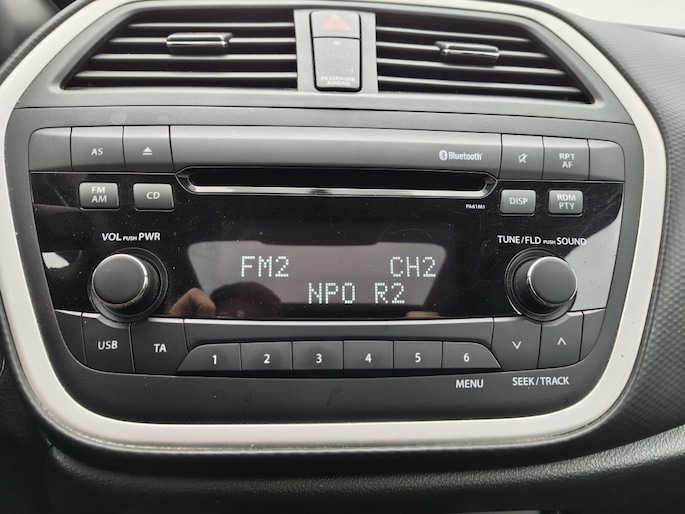 PASSENGER
AIRBAG
Bluetooth
AS
RPT
AF
FM
AM
CD
PA61M1
DISP
RDM
PTY
VOL PUSH PWR
TUNE/FLD PUSH SOUND
FM2 CH2
NPO R2
USB
TA
1 2 3 4 5 6
MENU
SEEK/TRACK